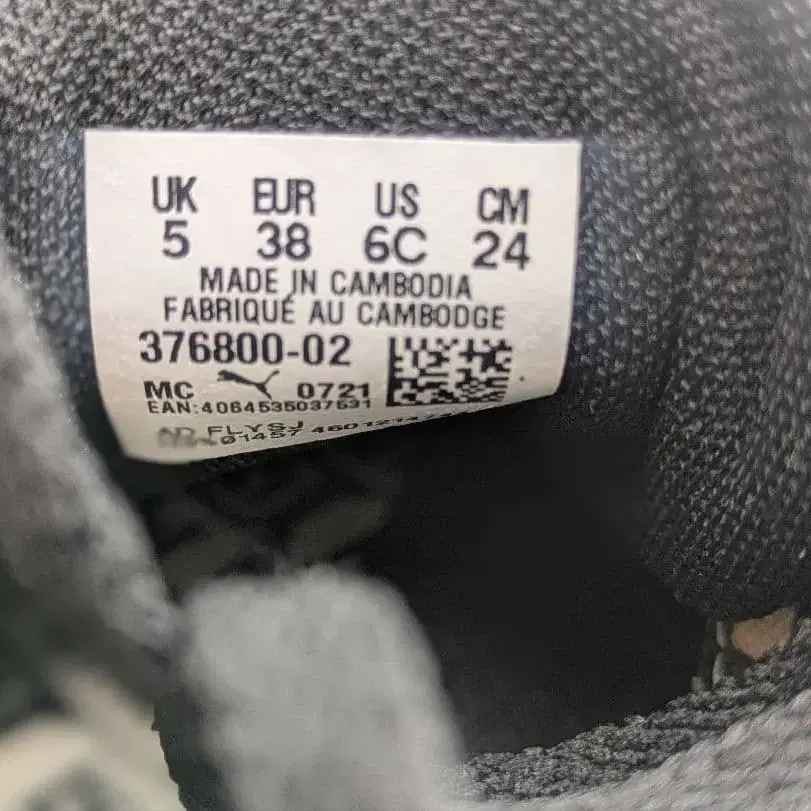 UK EUR US CM
5 38 6C 24
MADE IN CAMBODIA
FABRIQUÉ AU CAMBODGE
376800-02
MC 0721
EAN:4064535037531
FLYSJ